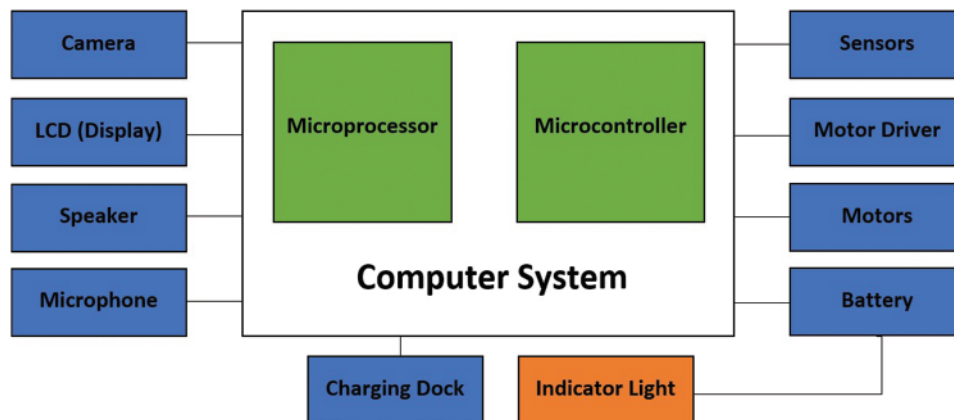 Camera
LCD (Display)
Speaker
Microphone
Microprocessor
Microcontroller
Computer System
Sensors
Motor Driver
Motors
Battery
Charging Dock
Indicator Light